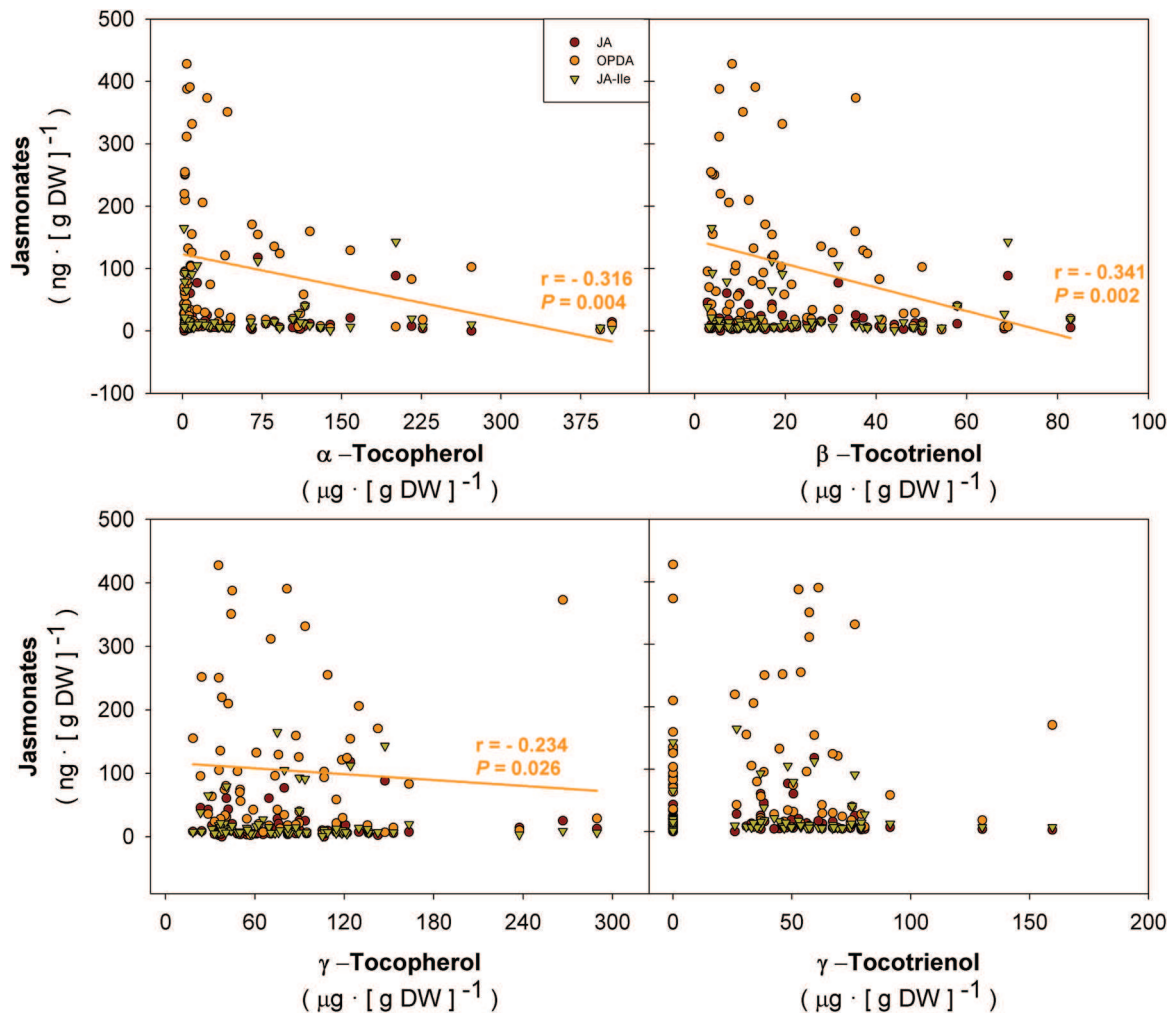 500
400
300
200
100
0
-100
Jasmonates
( ng · [ g DW ] -1 )
JA
OPDA
JA-Ile
r = - 0.316
P = 0.004
r = - 0.341
P = 0.002
0 75 150 225 300 375
0 20 40 60 80 100
α –Tocopherol
( μg · [ g DW ] -1 )
β –Tocotrienol
( μg · [ g DW ] -1 )
500
400
300
200
100
0
Jasmonates
( ng · [ g DW ] -1 )
r = - 0.234
P = 0.026
0 60 120 180 240 300
0 50 100 150 200
γ –Tocopherol
( μg · [ g DW ] -1 )
γ –Tocotrienol
( μg · [ g DW ] -1 )